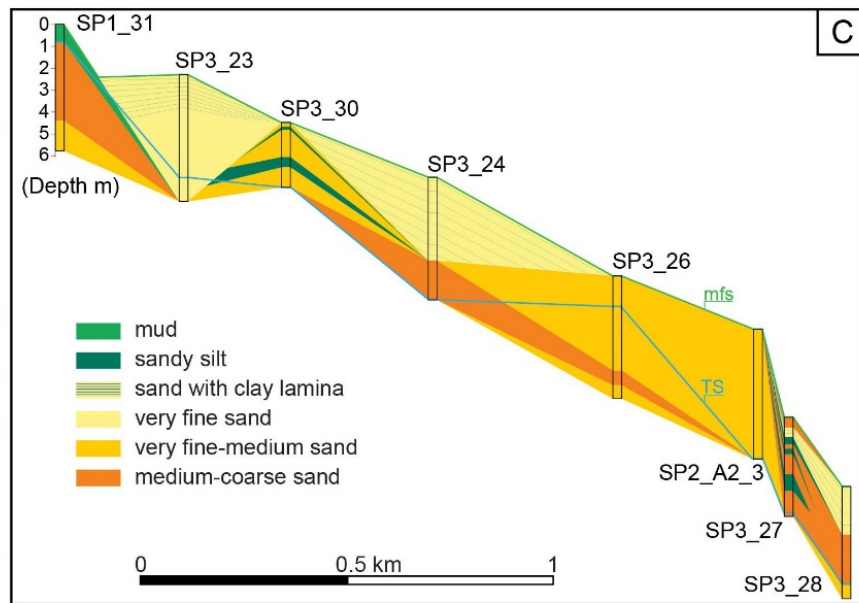 C
SP1_31
SP3_23
SP3_30
SP3_24
SP3_26
mfs
TS
SP2_A2_3
SP3_27
SP3_28
0
1
2
3
4
5
6
(Depth m)
mud
sandy silt
sand with clay lamina
very fine sand
very fine-medium sand
medium-coarse sand
0 0.5 km 1